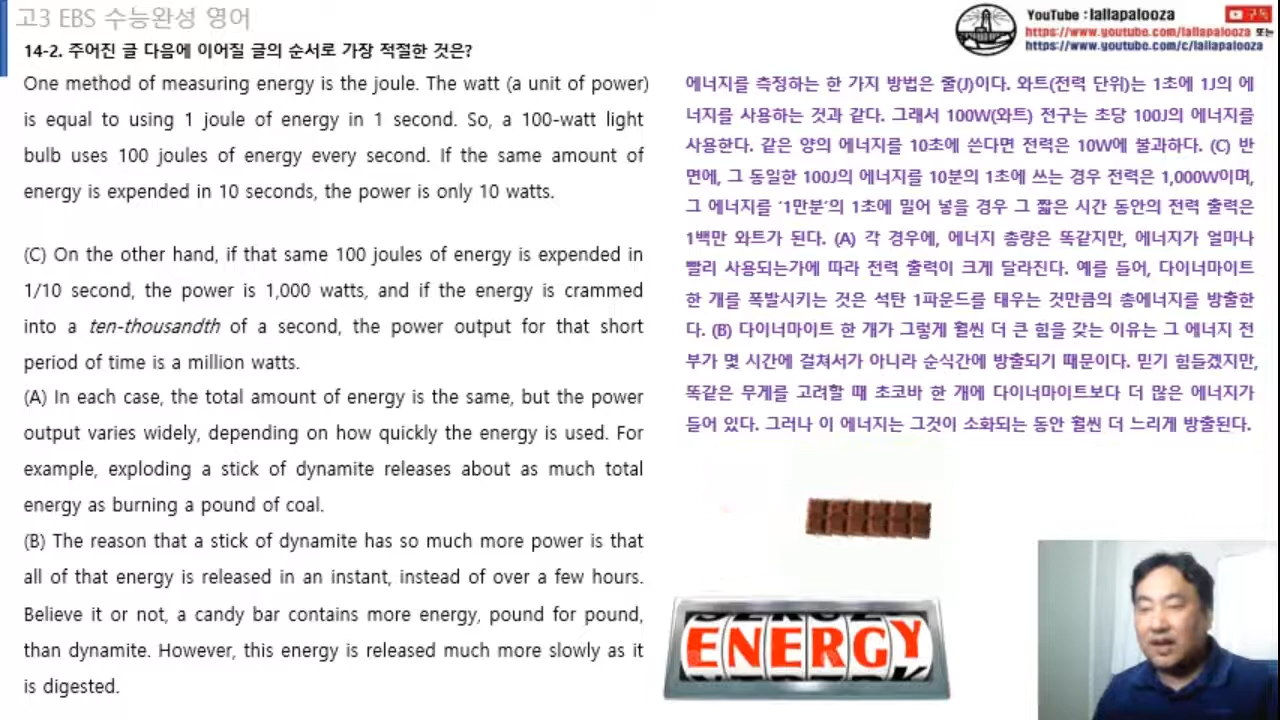 고3 EBS 수능완성 영어
YouTube : lallapalooza
구독
https://www.youtube.com/lallapalooza 또는
https://www.youtube.com/c/lallapalooza
14-2. 주어진 글 다음에 이어질 글의 순서로 가장 적절한 것은?
One method of measuring energy is the joule. The watt (a unit of power)
is equal to using 1 joule of energy in 1 second. So, a 100-watt light
bulb uses 100 joules of energy every second. If the same amount of
energy is expended in 10 seconds, the power is only 10 watts.
(C) On the other hand, if that same 100 joules of energy is expended in
1/10 second, the power is 1,000 watts, and if the energy is crammed
into a ten-thousandth of a second, the power output for that short
period of time is a million watts.
(A) In each case, the total amount of energy is the same, but the power
output varies widely, depending on how quickly the energy is used. For
example, exploding a stick of dynamite releases about as much total
energy as burning a pound of coal.
(B) The reason that a stick of dynamite has so much more power is that
all of that energy is released in an instant, instead of over a few hours.
Believe it or not, a candy bar contains more energy, pound for pound,
than dynamite. However, this energy is released much more slowly as it
is digested.
에너지를 측정하는 한 가지 방법은 줄(J)이다. 와트(전력 단위)는 1초에 1J의 에
너지를 사용하는 것과 같다. 그래서 100W(와트) 전구는 초당 100J의 에너지를
사용한다. 같은 양의 에너지를 10초에 쓴다면 전력은 10W에 불과하다. (C) 반
면에, 그 동일한 100J의 에너지를 10분의 1초에 쓰는 경우 전력은 1,000W이며,
그 에너지를 ‘1만분’의 1초에 밀어 넣을 경우 그 짧은 시간 동안의 전력 출력은
1백만 와트가 된다. (A) 각 경우에, 에너지 총량은 똑같지만, 에너지가 얼마나
빨리 사용되는가에 따라 전력 출력이 크게 달라진다. 예를 들어, 다이너마이트
한 개를 폭발시키는 것은 석탄 1파운드를 태우는 것만큼의 총에너지를 방출한
다. (B) 다이너마이트 한 개가 그렇게 훨씬 더 큰 힘을 갖는 이유는 그 에너지 전
부가 몇 시간에 걸쳐서가 아니라 순식간에 방출되기 때문이다. 믿기 힘들겠지만,
똑같은 무게를 고려할 때 초코바 한 개에 다이너마이트보다 더 많은 에너지가
들어 있다. 그러나 이 에너지는 그것이 소화되는 동안 훨씬 더 느리게 방출된다.
ENERGY